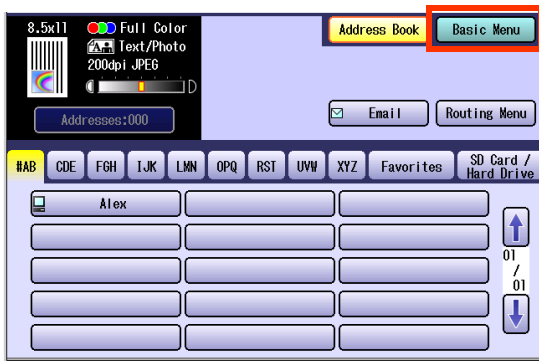 8.5x11 Full Color
Text/Photo
200dpi JPEG
Addresses:000
Address Book Basic Menu
Email Routing Menu
#AB CDE FGH IJK LMN OPQ RST UVW XYZ Favorites SD Card / Hard Drive
Alex
01
/
01